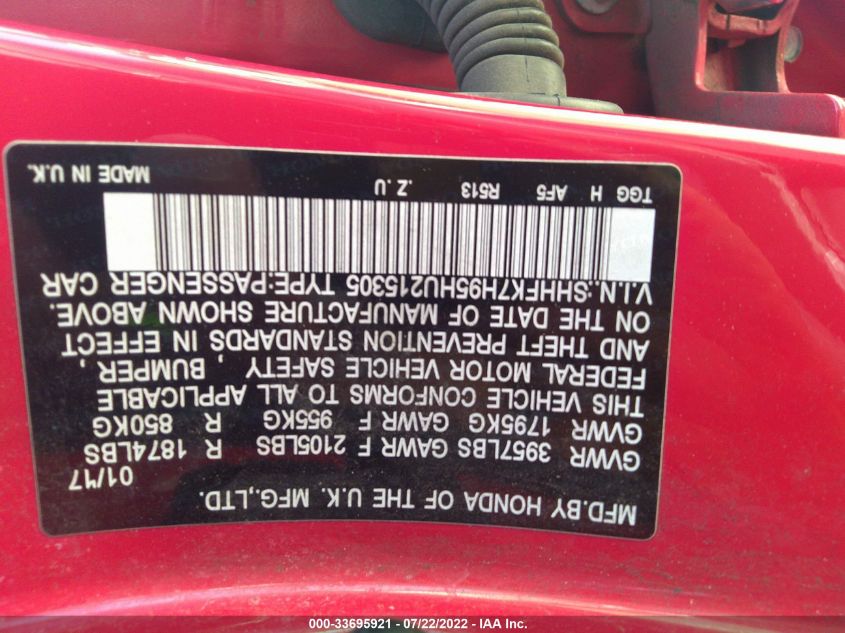 MFD.BY HONDA OF THE U.K. MFG.,LTD.
01/'17
GVWR 3957LBS GAWR F 2105LBS R 1874LBS
GVWR 1795KG GAWR F 955KG R 850KG
THIS VEHICLE CONFORMS TO ALL APPLICABLE
FEDERAL MOTOR VEHICLE SAFETY , BUMPER ,
AND THEFT PREVENTION STANDARDS IN EFFECT
ON THE DATE OF MANUFACTURE SHOWN ABOVE.
V.I.N.:SHHFK7H95HU215305 TYPE:PASSENGER CAR
TGG H AF5 R513 .Z .U MADE IN U.K.
000-33695921 - 07/22/2022 - IAA Inc.